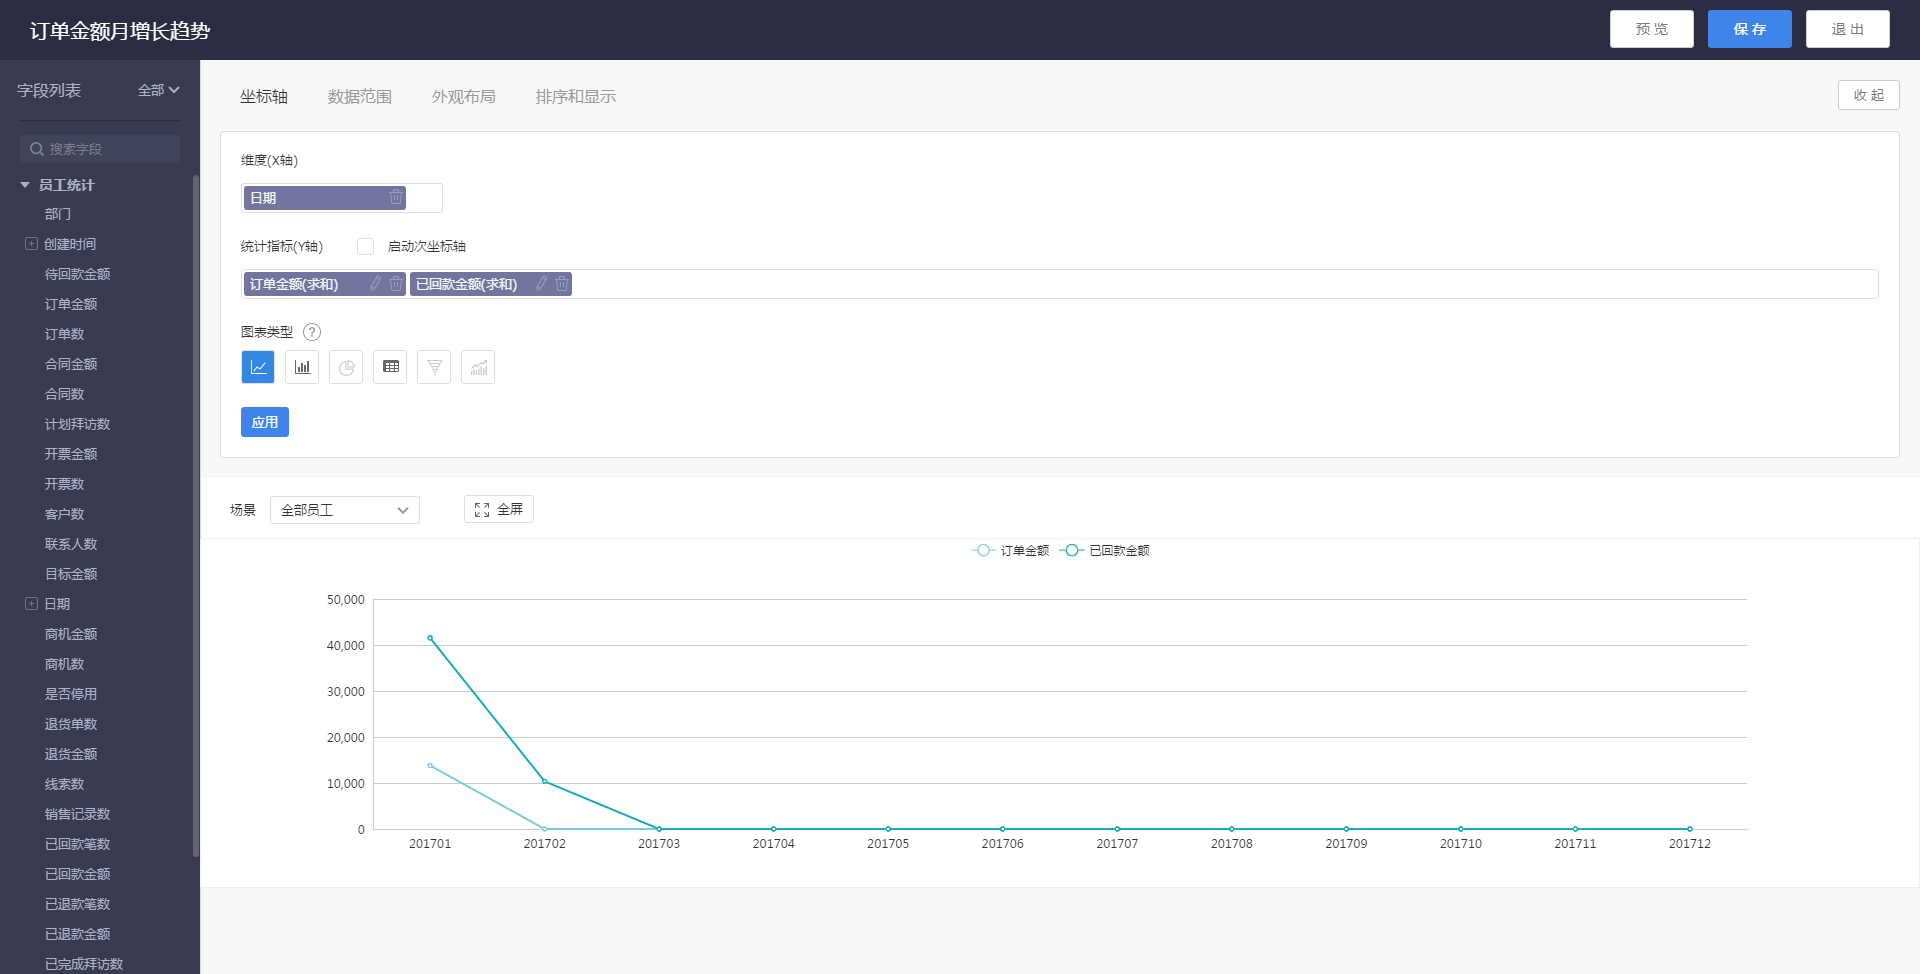 订单金额月增长趋势
预 览
保 存
退 出
字段列表
全部
搜索字段
员工统计
部门
创建时间
待回款金额
订单金额
订单数
合同金额
合同数
计划拜访数
开票金额
开票数
客户数
联系人数
目标金额
日期
商机金额
商机数
是否停用
退货单数
退货金额
线索数
销售记录数
已回款笔数
已回款金额
已退款笔数
已退款金额
已完成拜访数
坐标轴 数据范围 外观布局 排序和显示
收 起
维度(X轴)
日期
统计指标(Y轴) 启动次坐标轴
订单金额(求和) 已回款金额(求和)
图表类型 ?
应用
场景 全部员工 全屏
订单金额 已回款金额
50,000
40,000
30,000
20,000
10,000
0
201701 201702 201703 201704 201705 201706 201707 201708 201709 201710 201711 201712